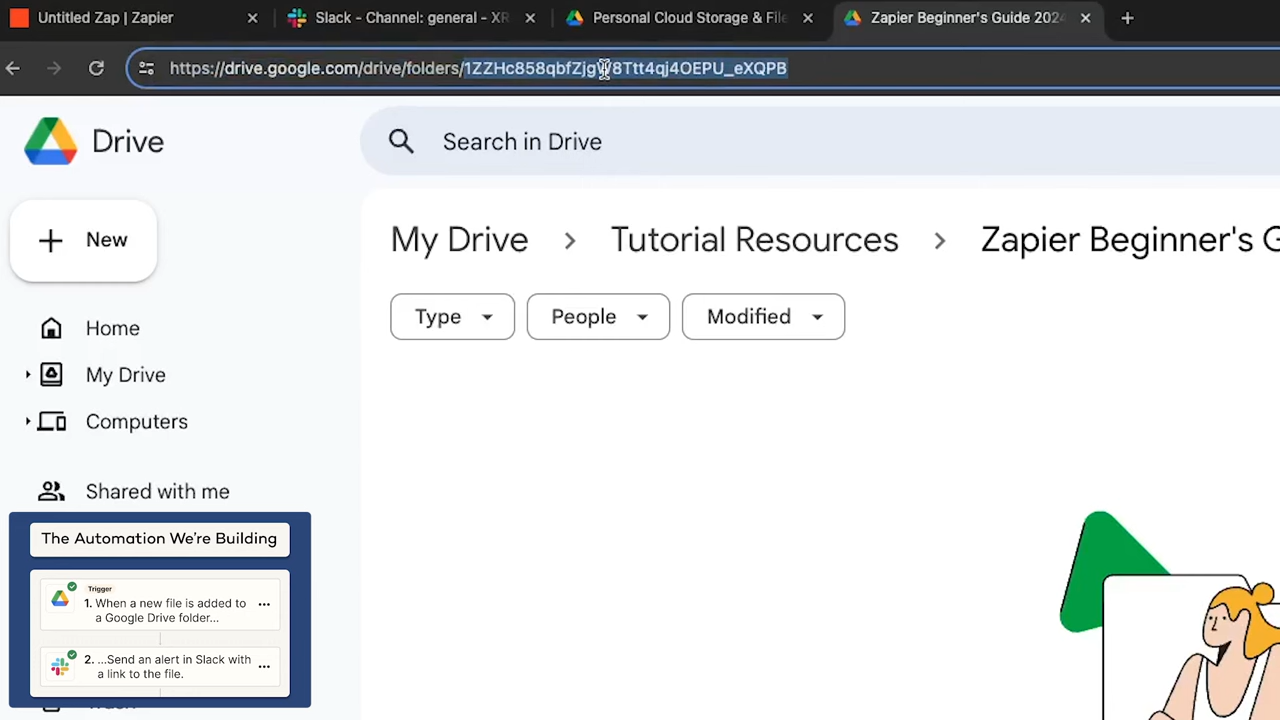 Untitled Zap | Zapier
Slack - Channel: general - XR
Personal Cloud Storage & File
Zapier Beginner's Guide 2024
https://drive.google.com/drive/folders/
Drive
Search in Drive
New
My Drive > Tutorial Resources > Zapier Beginner's G
Type
People
Modified
Home
My Drive
Computers
Shared with me
The Automation We're Building
Trigger
1. When a new file is added to
a Google Drive folder...
2. ...Send an alert in Slack with
a link to the file.